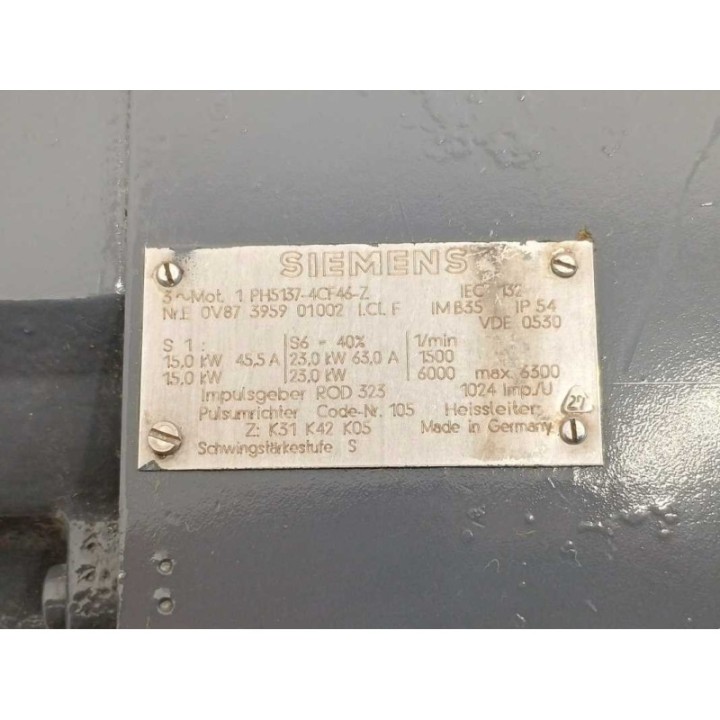 SIEMENS
3~Mot. 1 PH5137-4CF46-Z IEC 132
Nr.E 0V87 3959 01002 I.Cl. F IM B35 IP 54
VDE 0530
S 1 : S6 - 40% 1/min
15,0 kW 45,5 A 23,0 kW 63,0 A 1500
15,0 kW 23,0 kW 6000 max. 6300
Impulsgeber ROD 323 1024 Imp./U
Pulsumrichter Code-Nr. 105 Heissleiter:
Z: K31 K42 K05 Made in Germany
Schwingstärkestufe S